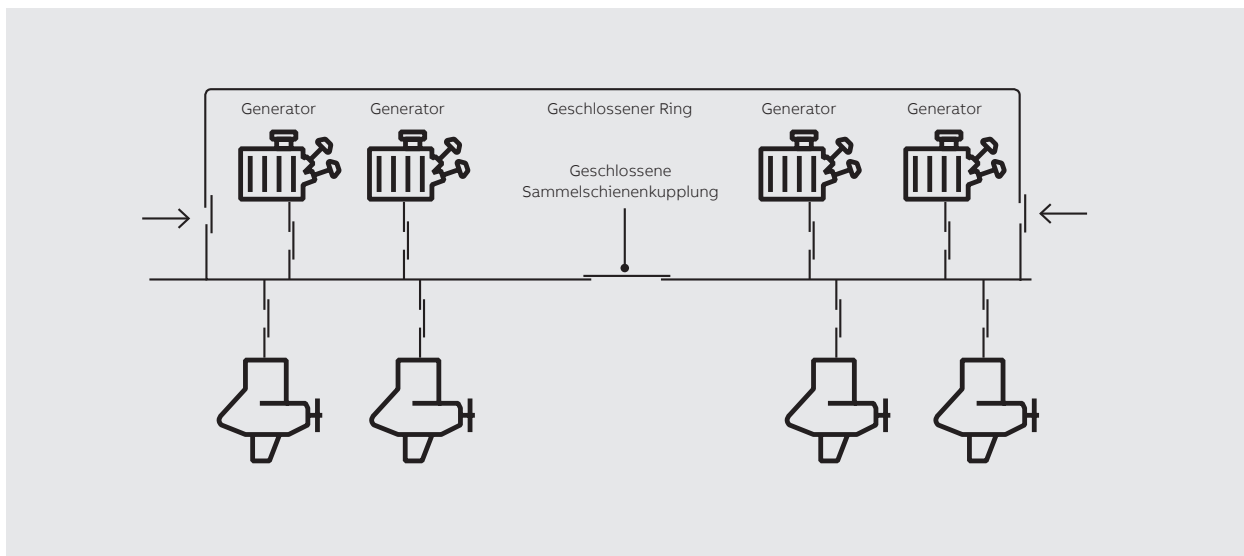 Generator
Generator
Geschlossener Ring
Generator
Generator
Geschlossene
Sammelschienenkupplung